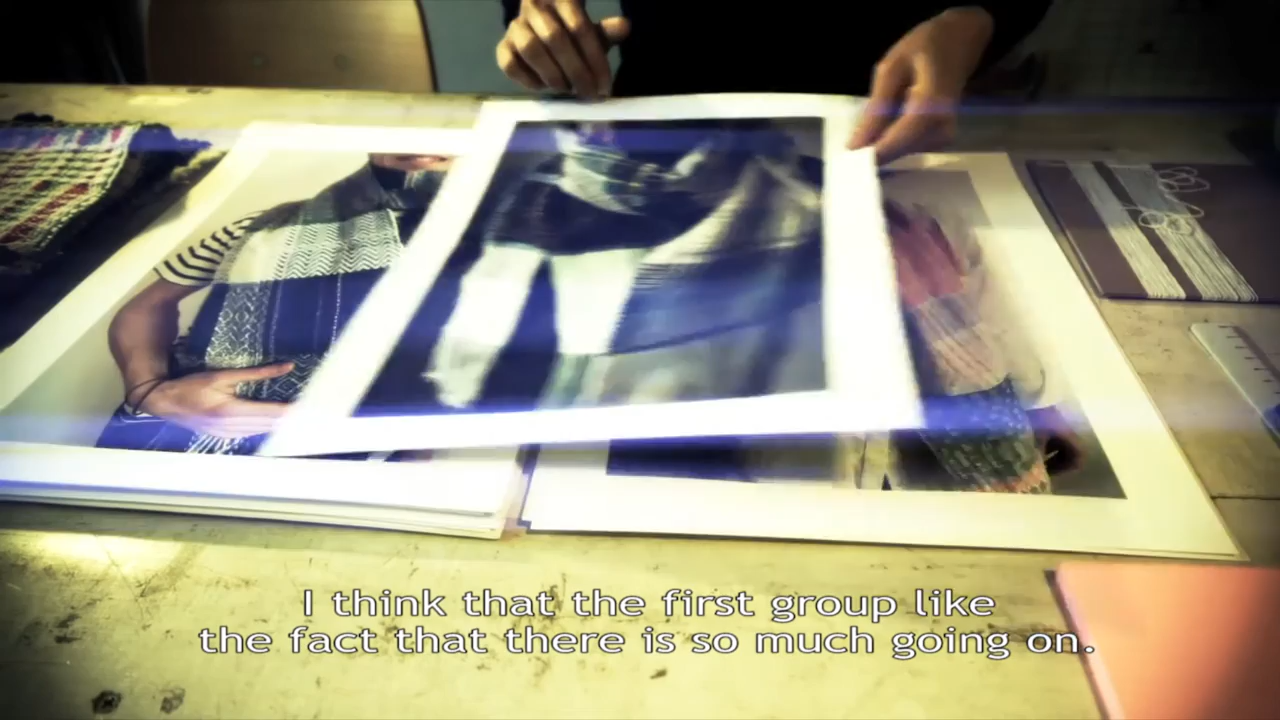 I think that the first group like
the fact that there is so much going on.